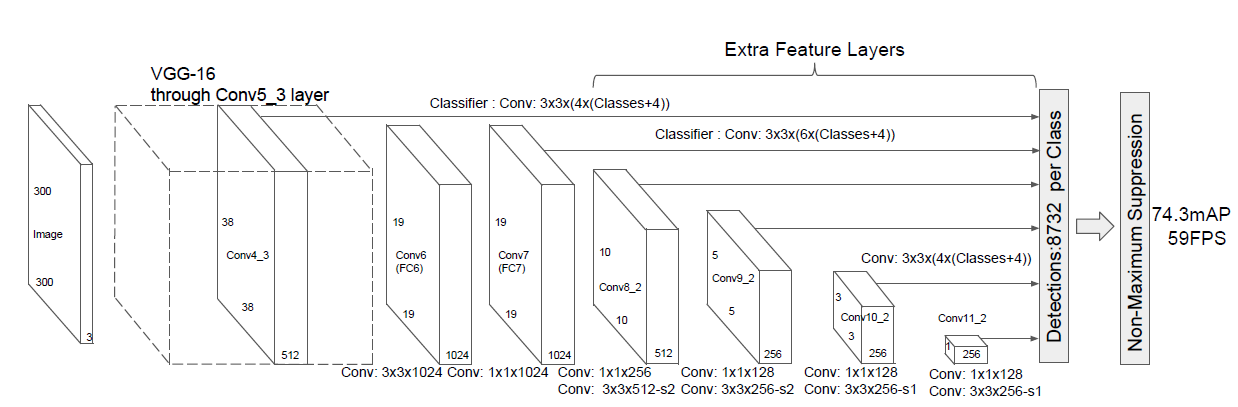 Extra Feature Layers
VGG-16
through Conv5_3 layer
Classifier : Conv: 3x3x(4x(Classes+4))
Classifier : Conv: 3x3x(6x(Classes+4))
300
Image
300
3
38
Conv4_3
38
512
19
Conv6
(FC6)
19
1024
19
Conv7
(FC7)
19
1024
10
Conv8_2
10
512
5
Conv9_2
5
256
Conv: 3x3x(4x(Classes+4))
3
Conv10_2
3
256
Conv11_2
1
256
Detections:8732 per Class
Non-Maximum Suppression
74.3mAP
59FPS
Conv: 3x3x1024
Conv: 1x1x1024
Conv: 1x1x256
Conv: 3x3x512-s2
Conv: 1x1x128
Conv: 3x3x256-s2
Conv: 1x1x128
Conv: 3x3x256-s1
Conv: 1x1x128
Conv: 3x3x256-s1